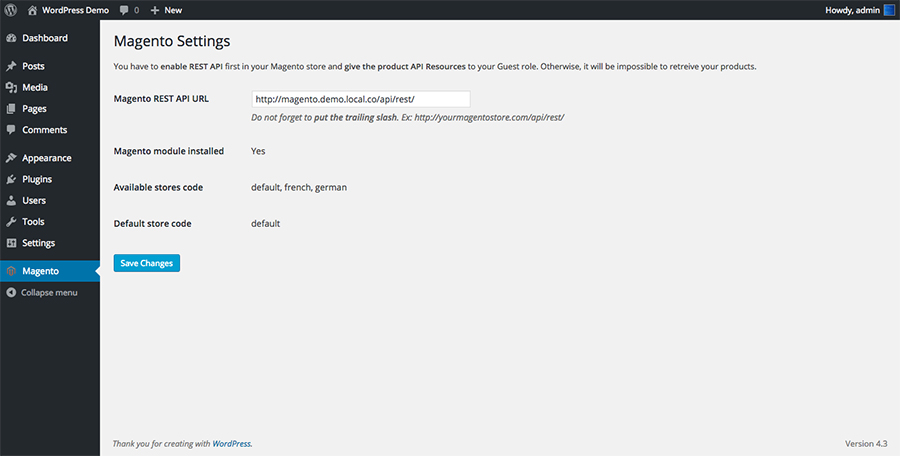 WordPress Demo 0 New Howdy, admin
Dashboard
Posts
Media
Pages
Comments
Appearance
Plugins
Users
Tools
Settings
Magento
Collapse menu
Magento Settings
You have to enable REST API first in your Magento store and give the product API Resources to your Guest role. Otherwise, it will be impossible to retreive your products.
Magento REST API URL http://magento.demo.local.co/api/rest/
Do not forget to put the trailing slash. Ex: http://yourmagentostore.com/api/rest/
Magento module installed Yes
Available stores code default, french, german
Default store code default
Save Changes
Thank you for creating with WordPress. Version 4.3